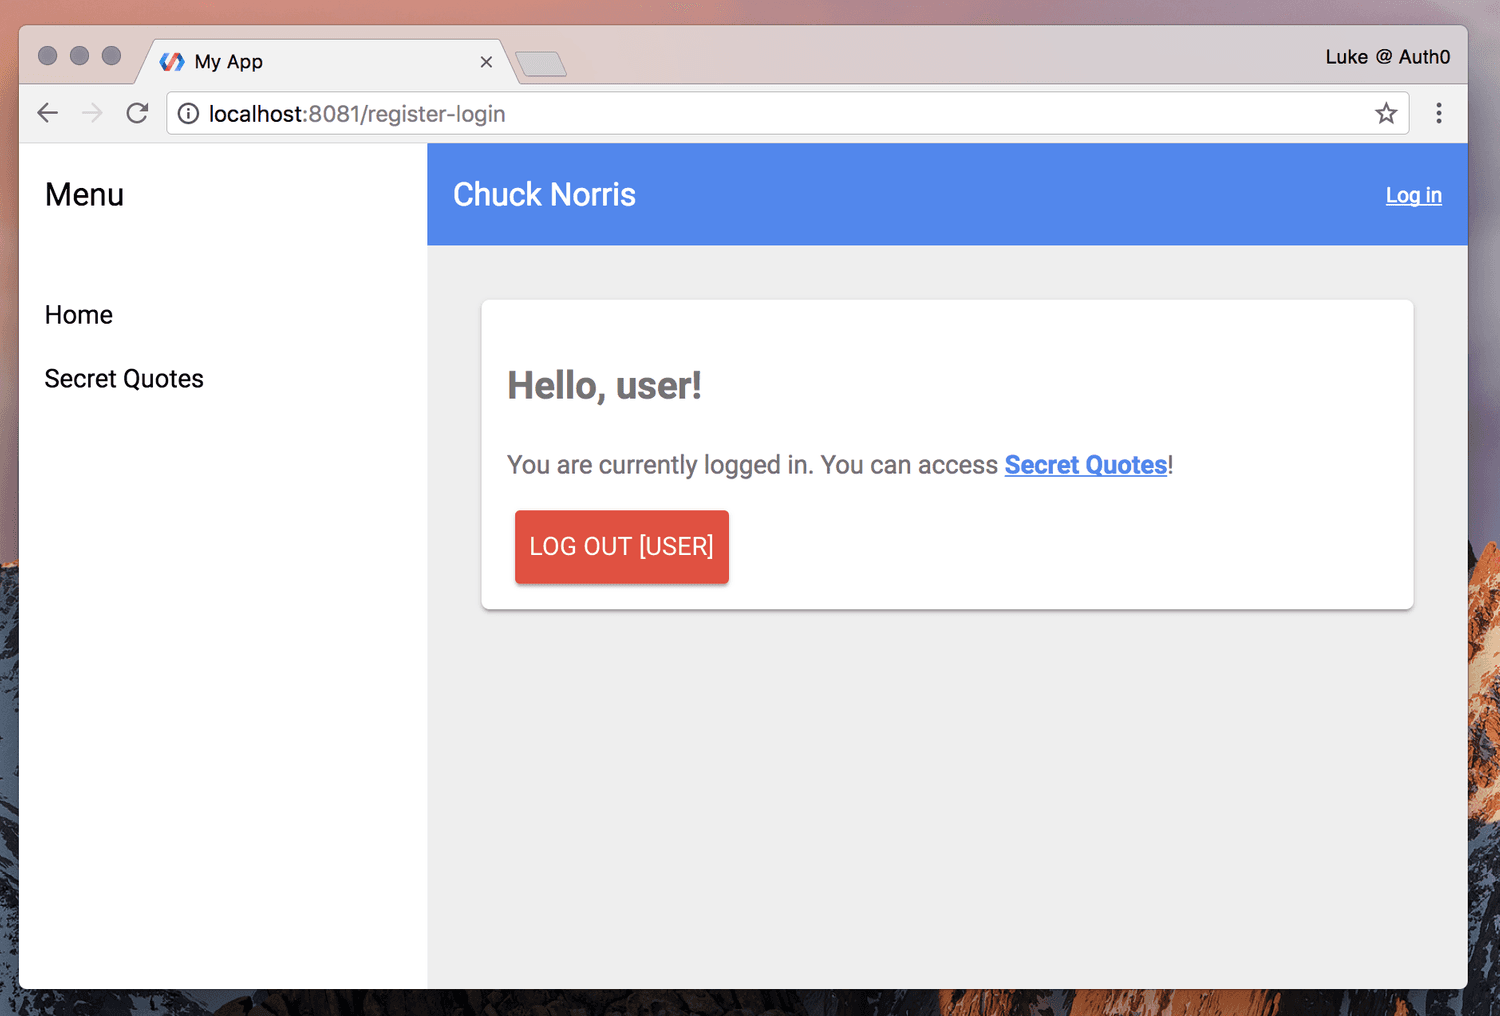 My App
Luke @ Auth0
localhost:8081/register-login
Menu
Chuck Norris
Log in
Home
Secret Quotes
Hello, user!
You are currently logged in. You can access Secret Quotes!
LOG OUT [USER]